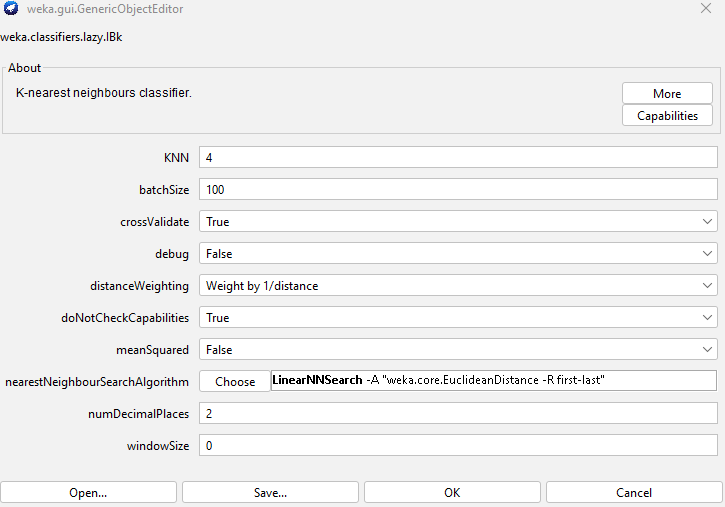 weka.gui.GenericObjectEditor
weka.classifiers.lazy.IBk
About
K-nearest neighbours classifier.
More
Capabilities
KNN 4
batchSize 100
crossValidate True
debug False
distanceWeighting Weight by 1/distance
doNotCheckCapabilities True
meanSquared False
nearestNeighbourSearchAlgorithm Choose LinearNNSearch -A "weka.core.EuclideanDistance -R first-last"
numDecimalPlaces 2
windowSize 0
Open... Save... OK Cancel